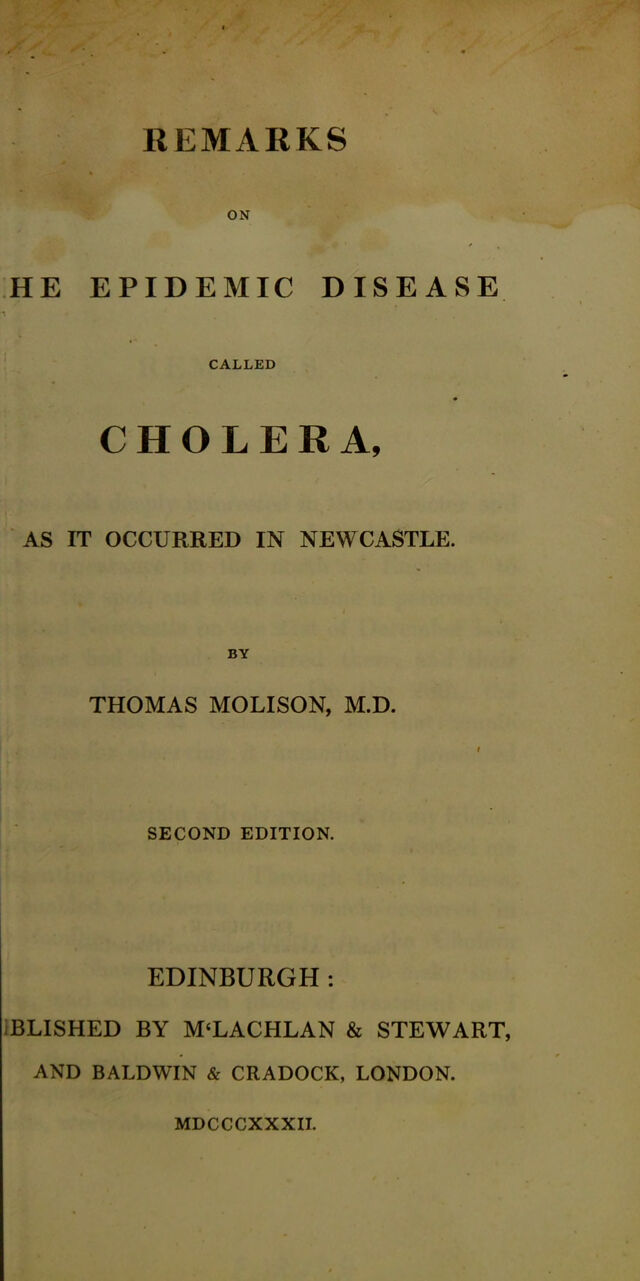 REMARKS
ON
HE EPIDEMIC DISEASE
CALLED
CHOLERA,
AS IT OCCURRED IN NEWCASTLE.
BY
THOMAS MOLISON, M.D.
SECOND EDITION.
EDINBURGH:
BLISHED BY M‘LACHLAN & STEWART,
AND BALDWIN & CRADOCK, LONDON.
MDCCCXXXII.